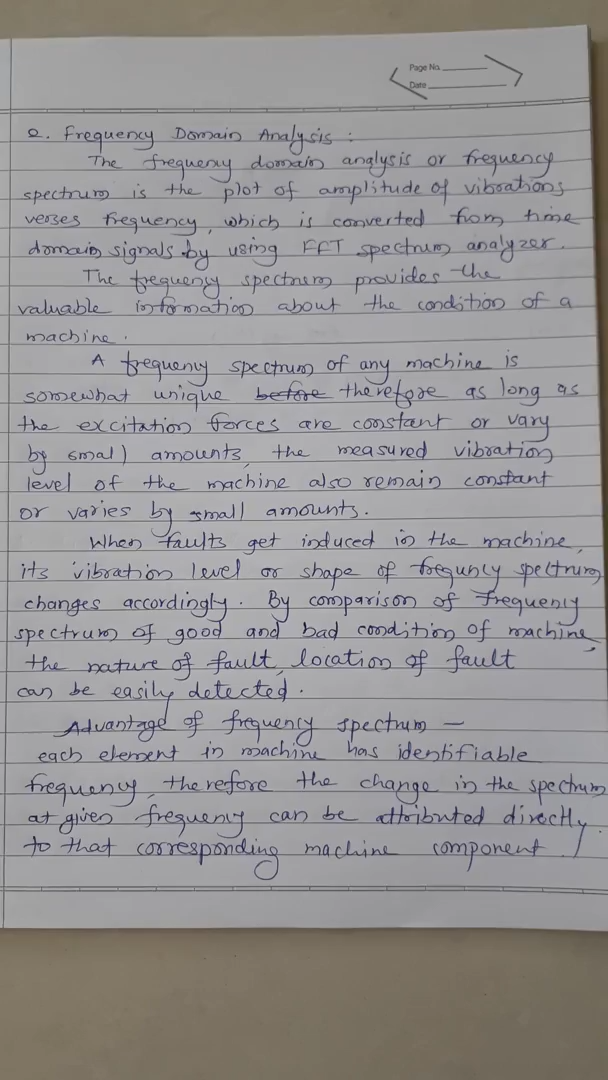 Page No.
Date
2. Frequency Domain Analysis :
The frequency domain anglysis or frequency
spectrum is the plot of amplitude of vibrations
verses frequency, which is converted from time
domain signals by using FFT spectrum analyzer.
The frequency spectrum provides the
valuable information about the condition of a
machine.
A frequency spectrum of any machine is
somewhat unique before therefore as long as
the excitation forces are constant or vary
by small amounts, the measured vibration
level of the machine also remain constant
or varies by small amounts.
When faults get induced in the machine,
its vibration level or shape of frequncy spectrum
changes accordingly. By comparison of frequency
spectrum of good and bad condition of machine,
the nature of fault, location of fault
can be easily detected.
Advantage of frequency spectrum —
each element in machine has identifiable
frequency, therefore the change in the spectrum
at given frequency can be attributed directly
to that corresponding machine component.